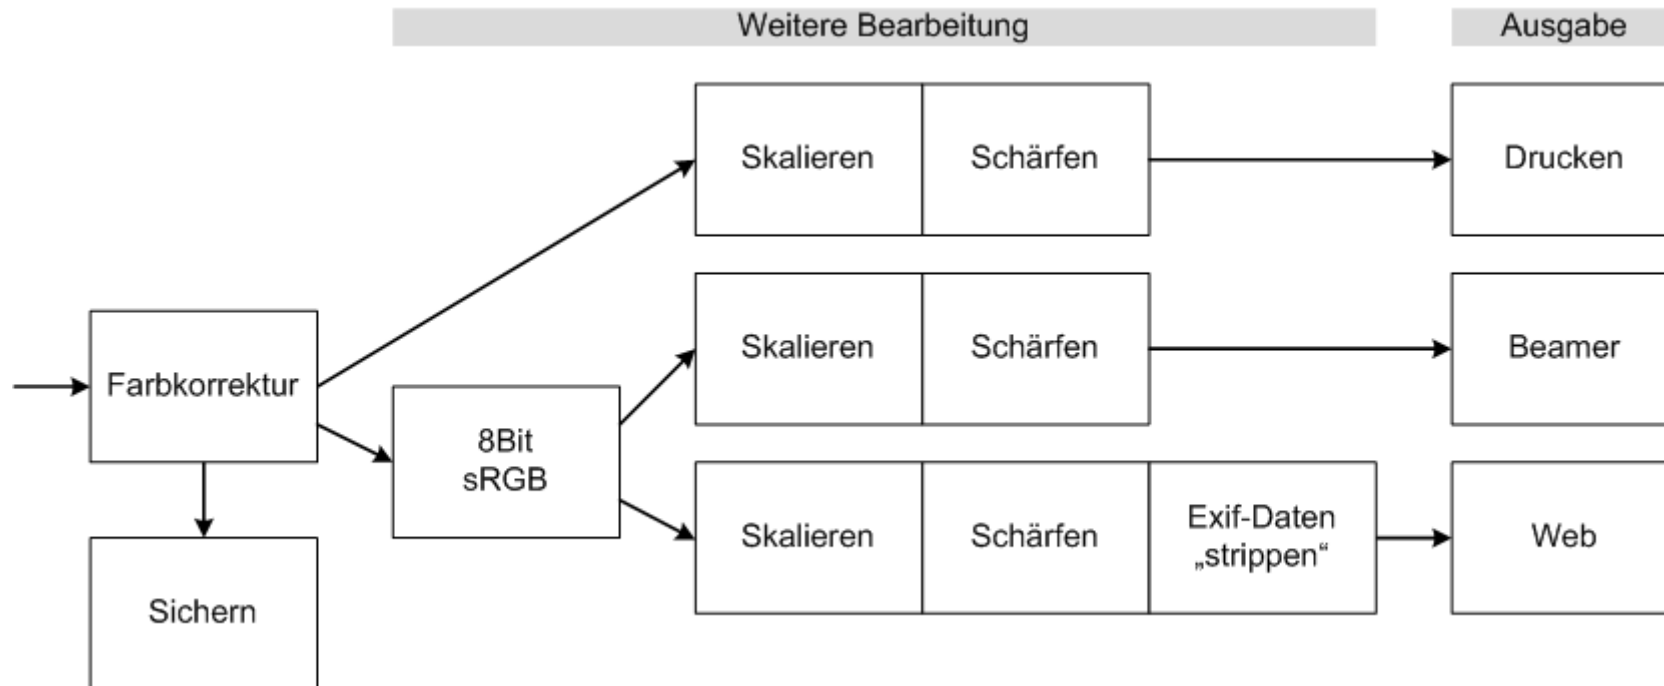 Weitere Bearbeitung
Ausgabe
Skalieren
Schärfen
Drucken
Skalieren
Schärfen
Beamer
Farbkorrektur
8Bit
sRGB
Skalieren
Schärfen
Exif-Daten
„strippen“
Web
Sichern